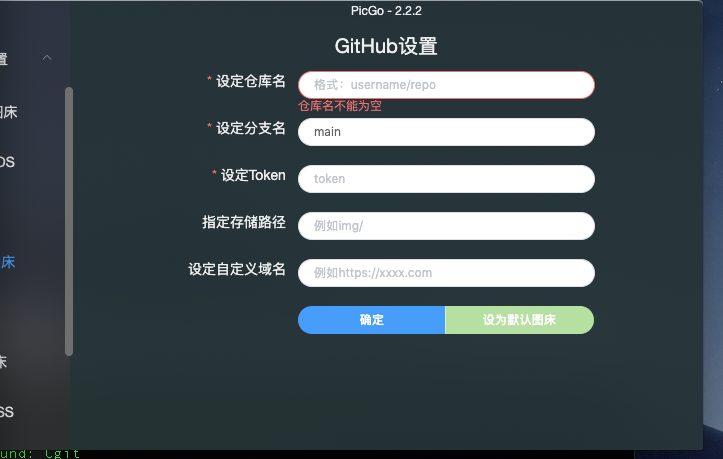 PicGo - 2.2.2
GitHub设置
置
* 设定仓库名
格式：username/repo
仓库名不能为空
图床
* 设定分支名
main
OS
* 设定Token
token
指定存储路径
例如img/
床
设定自定义域名
例如https://xxxx.com
确定
设为默认图床
床
SS
und: Cgit